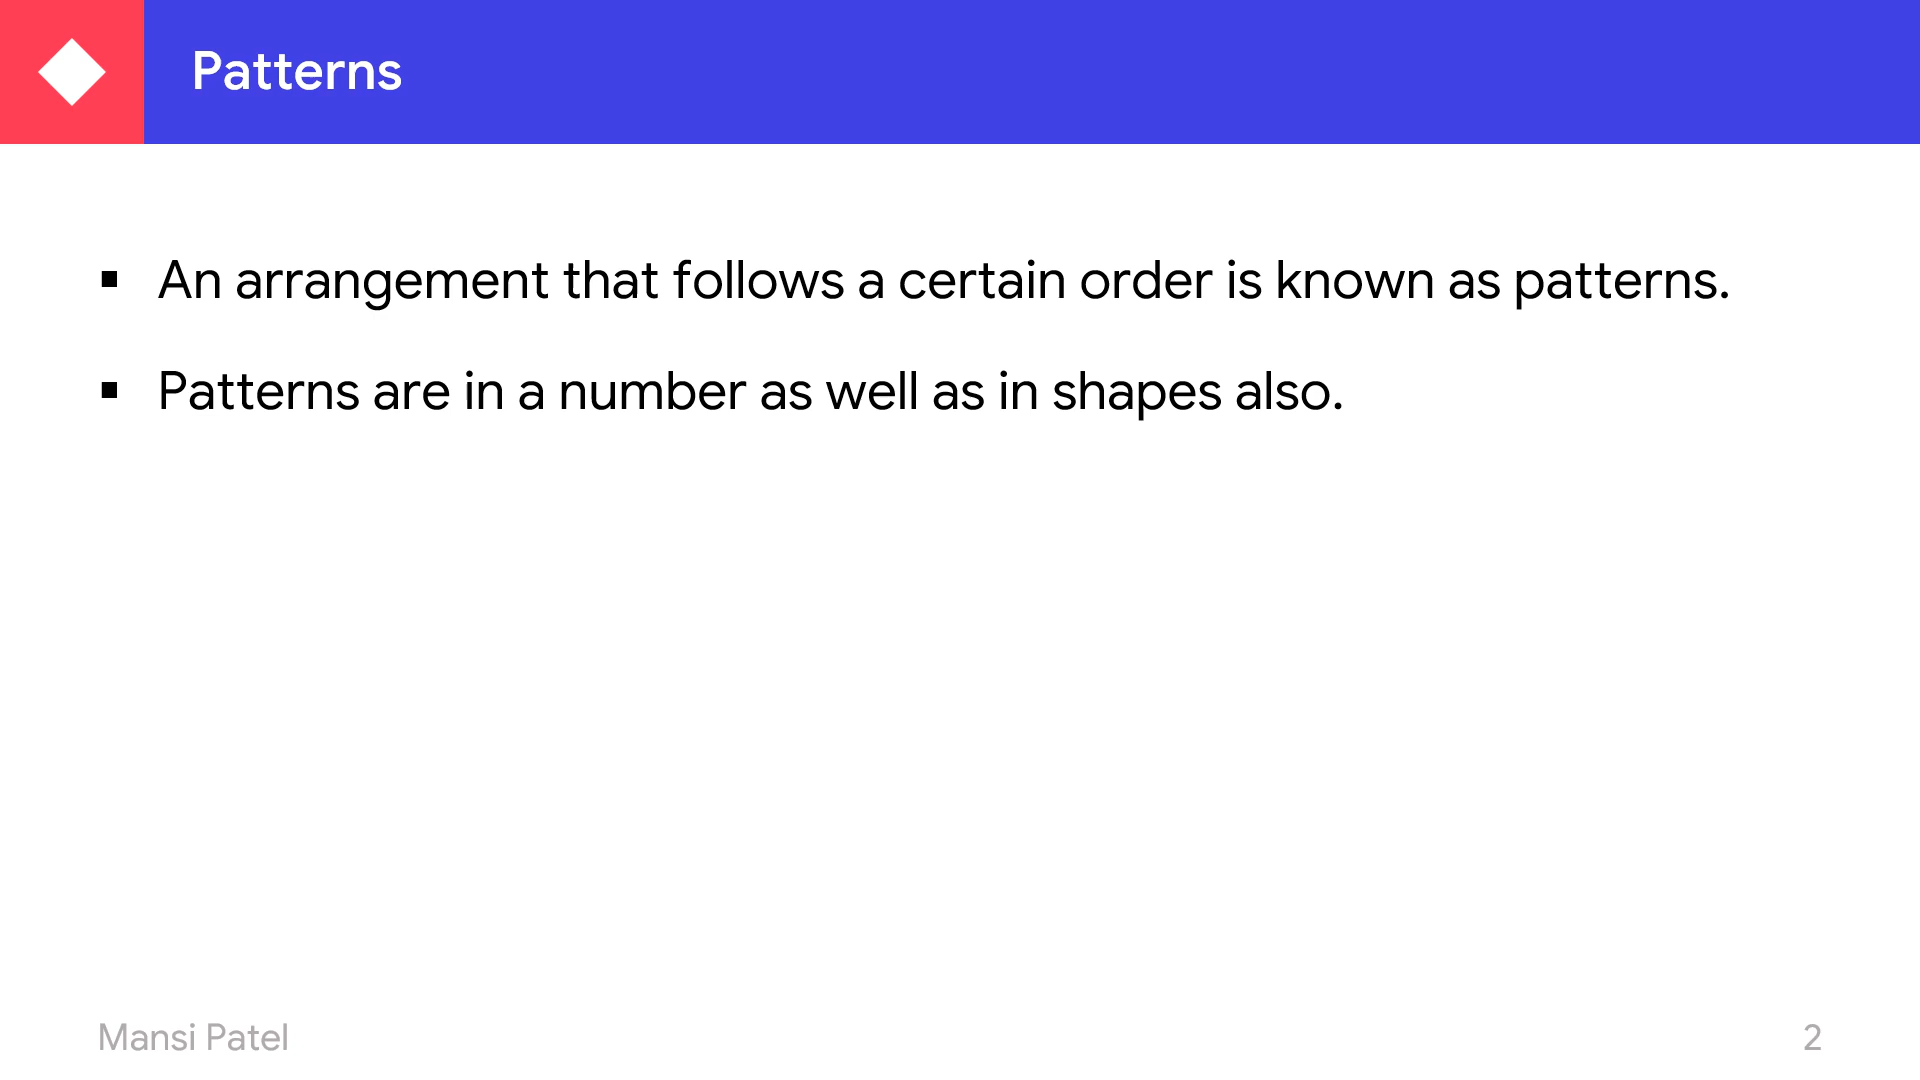 Patterns
▪ An arrangement that follows a certain order is known as patterns.
▪ Patterns are in a number as well as in shapes also.
Mansi Patel
2